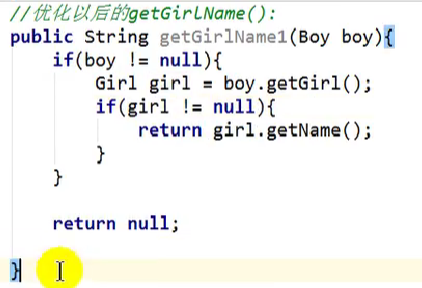 //优化以后的getGirlName():
public String getGirlName1(Boy boy){
    if(boy != null){
        Girl girl = boy.getGirl();
        if(girl != null){
            return girl.getName();
        }
    }
    return null;
}